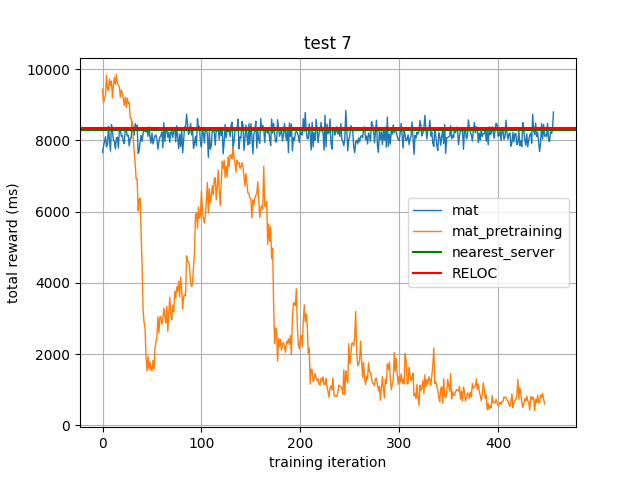 test 7
total reward (ms)
10000
8000
6000
4000
2000
0
mat
mat_pretraining
nearest_server
RELOC
0 100 200 300 400
training iteration